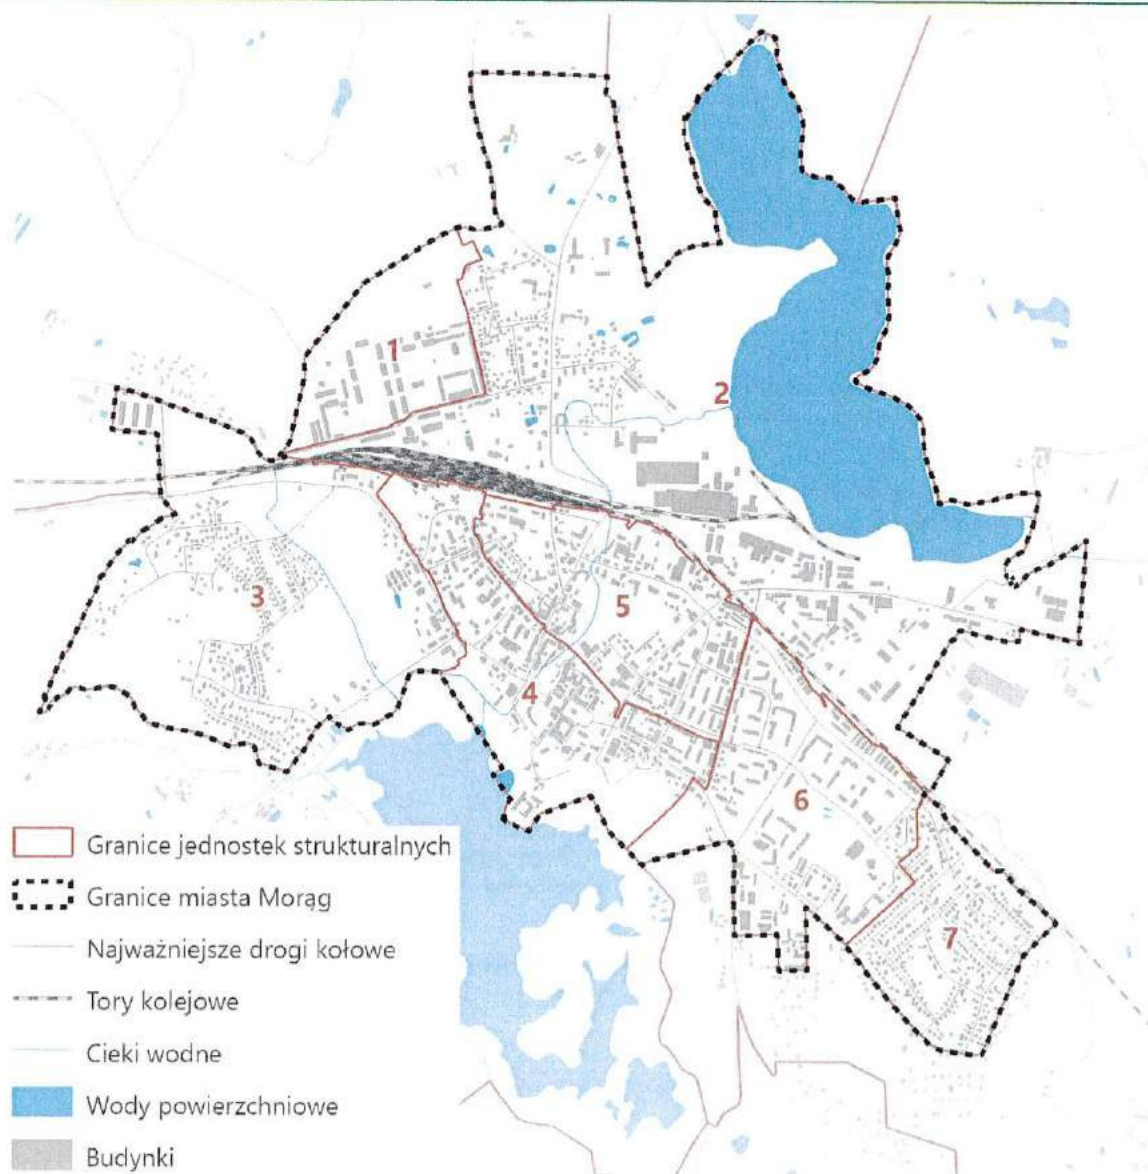 1
2
3
5
4
6
7
Granice jednostek strukturalnych
Granice miasta Morąg
Najważniejsze drogi kołowe
Tory kolejowe
Cieki wodne
Wody powierzchniowe
Budynki